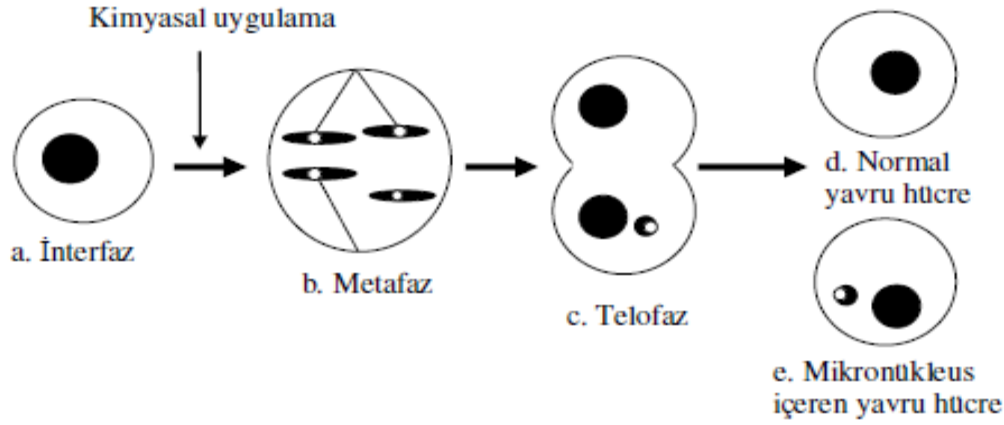 Kimyasal uygulama
a. İnterfaz
b. Metafaz
c. Telofaz
d. Normal
yavru hücre
e. Mikronükleus
içeren yavru hücre